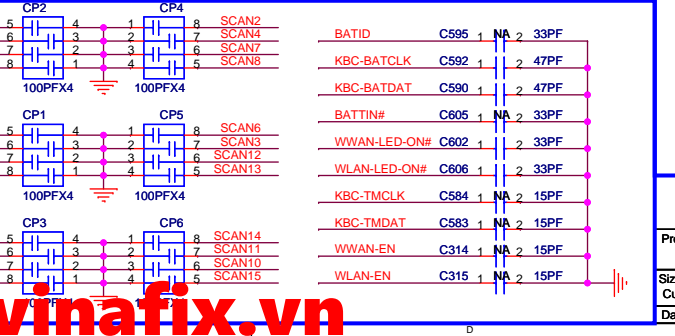 CP2 CP4
5 4 1 8 SCAN2
6 3 2 7 SCAN4
7 2 3 6 SCAN7
8 1 4 5 SCAN8
100PFX4 100PFX4
CP1 CP5
5 4 1 8 SCAN6
6 3 2 7 SCAN3
7 2 3 6 SCAN12
8 1 4 5 SCAN13
100PFX4 100PFX4
CP3 CP6
5 4 1 8 SCAN14
6 3 2 7 SCAN11
7 2 3 6 SCAN10
8 1 4 5 SCAN15
100PFX4 100PFX4
BATID C595 1 NA 2 33PF
KBC-BATCLK C592 1 2 47PF
KBC-BATDAT C590 1 2 47PF
BATTIN# C605 1 NA 2 33PF
WWAN-LED-ON# C602 1 2 33PF
WLAN-LED-ON# C606 1 2 33PF
KBC-TMCLK C584 1 NA 2 15PF
KBC-TMDAT C583 1 NA 2 15PF
WWAN-EN C314 1 NA 2 15PF
WLAN-EN C315 1 NA 2 15PF
Siz
Cu
Da
D
vinafix.vn